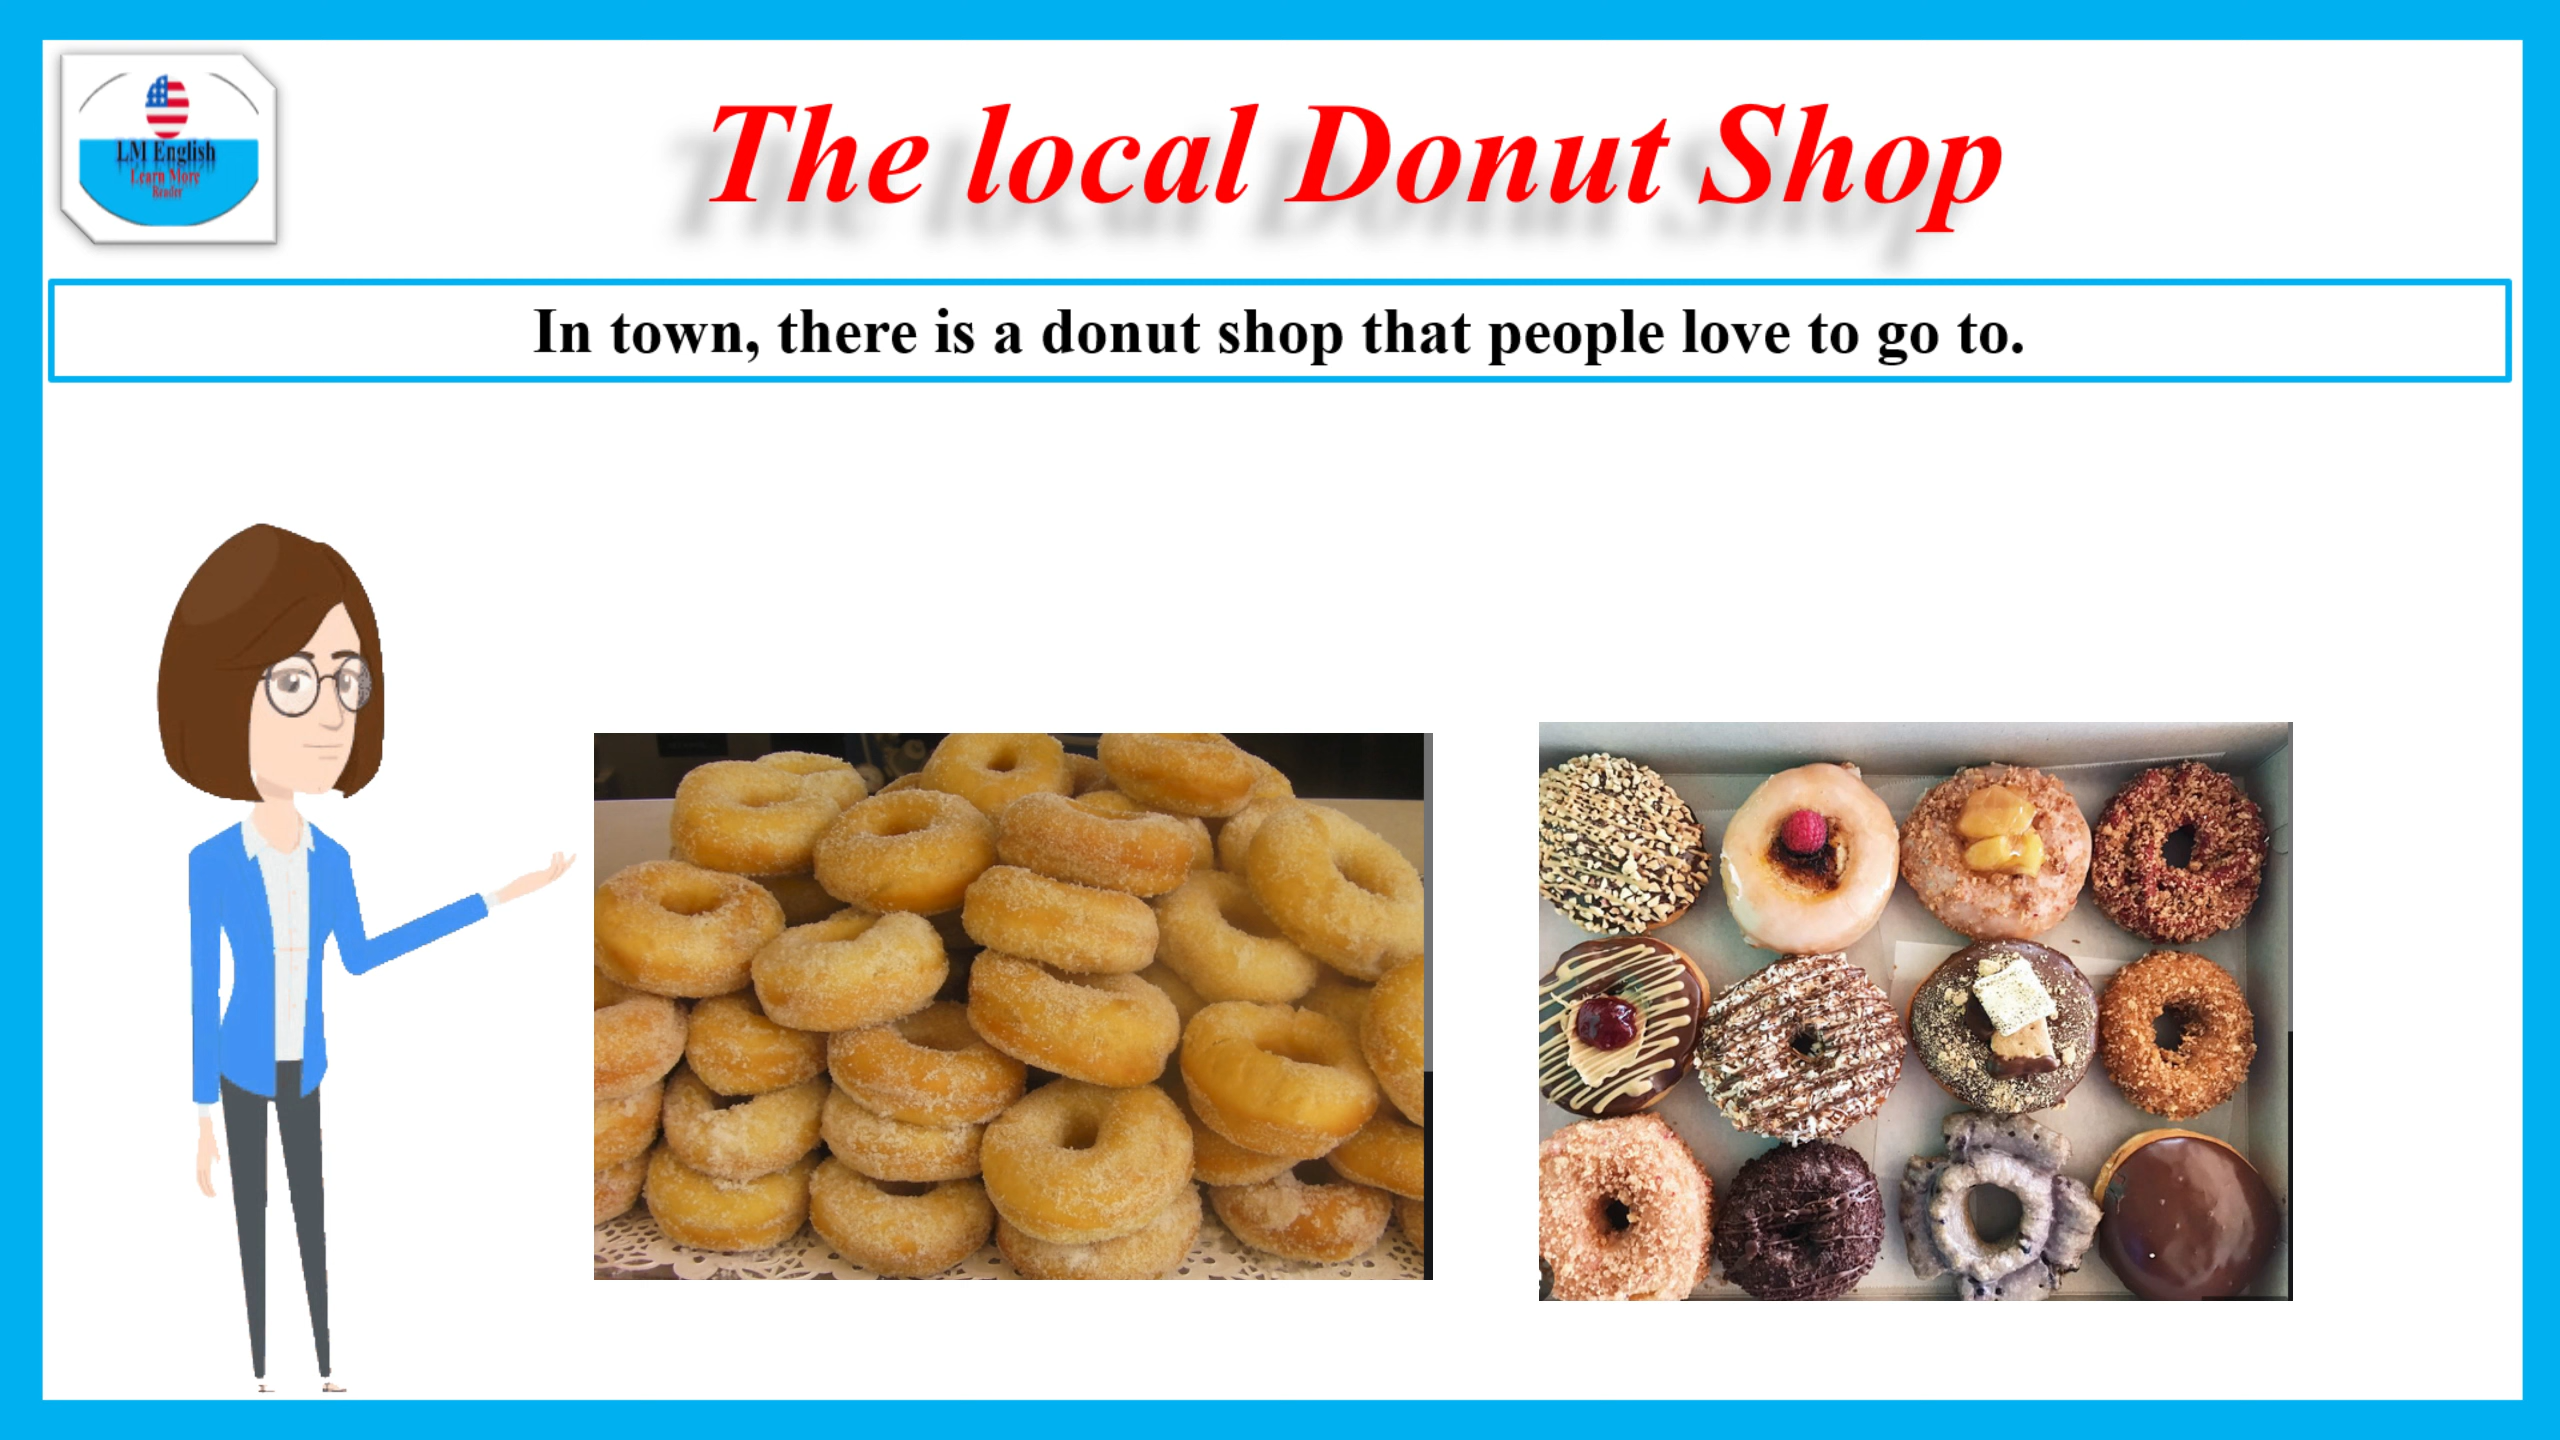 LM English
Learn More
Reader
The local Donut Shop
In town, there is a donut shop that people love to go to.